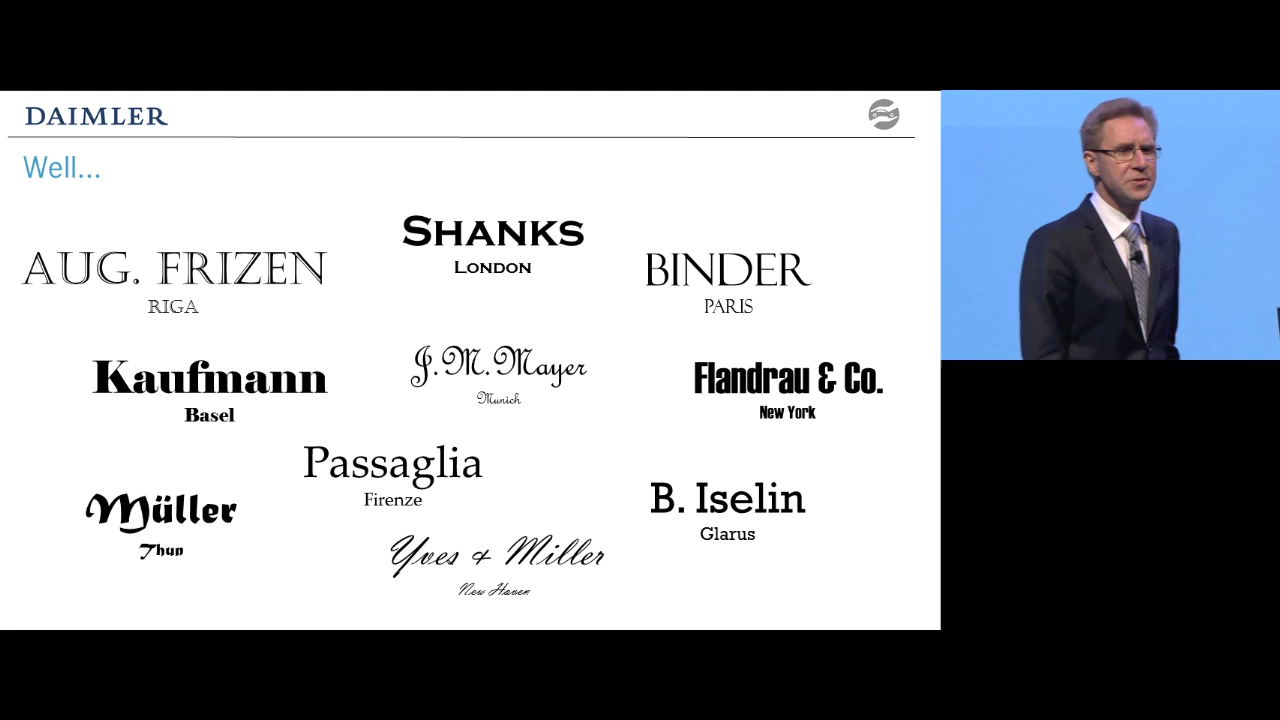 DAIMLER
Well...
SHANKS
LONDON
AUG. FRIZEN
RIGA
BINDER
PARIS
Kaufmann
Basel
J. M. Mayer
Munich
Flandrau & Co.
New York
Passaglia
Firenze
Müller
Thun
B. Iselin
Glarus
Yves & Miller
New Haven